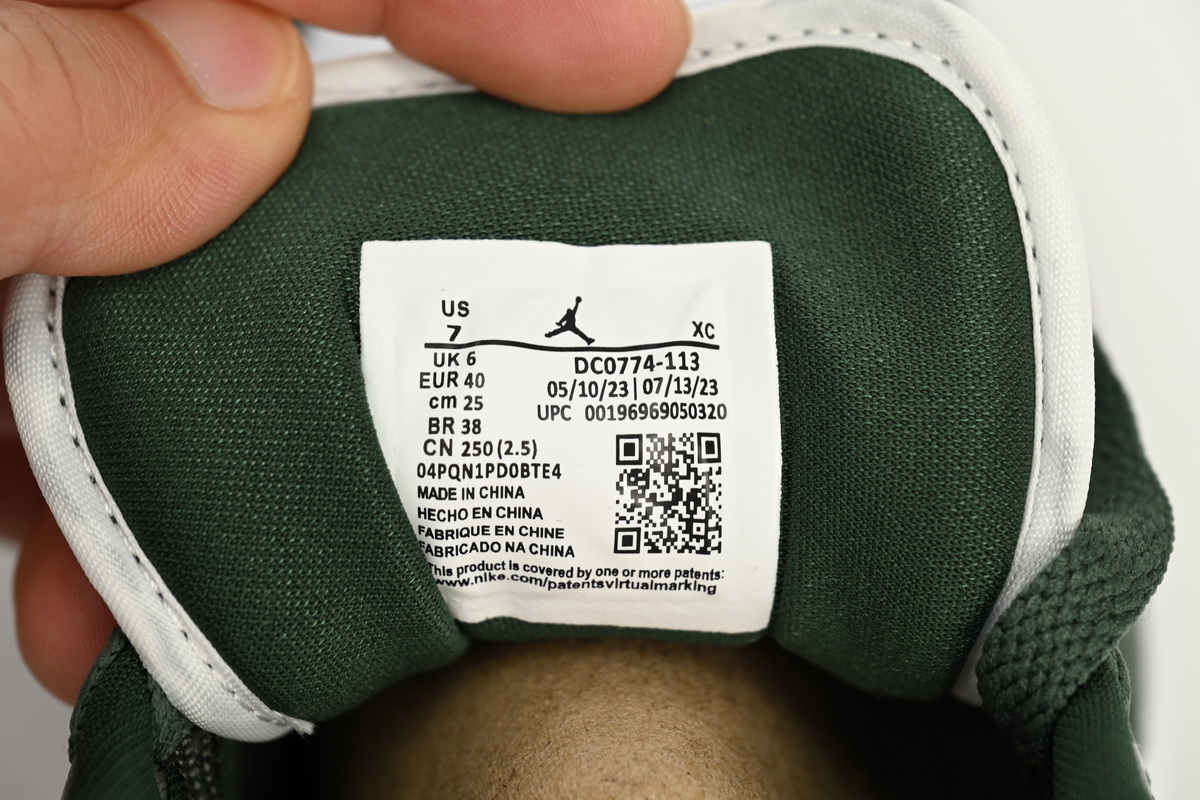 US
7
XC
UK 6
EUR 40
cm 25
BR 38
CN 250 (2.5)
DC0774-113
05/10/23 | 07/13/23
UPC 00196969050320
04PQN1PD0BTE4
MADE IN CHINA
HECHO EN CHINA
FABRIQUE EN CHINE
FABRICADO NA CHINA
This product is covered by one or more patents:
www.nike.com/patentsvirtualmarking